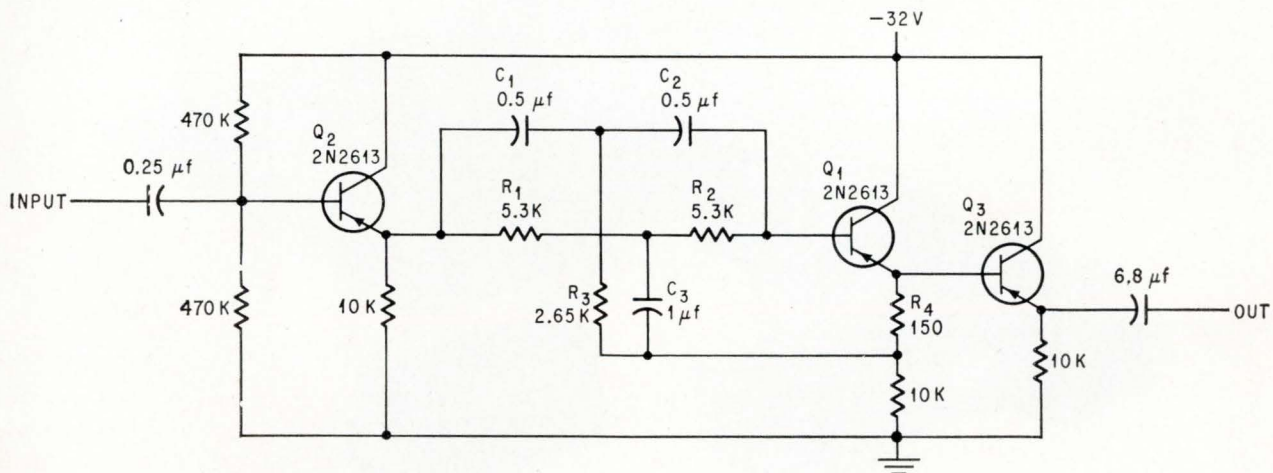 -32V
C1
0.5 μf
C2
0.5 μf
470 K
Q2
2N2613
0.25 μf
INPUT
R1
5.3K
R2
5.3K
Q1
2N2613
Q3
2N2613
6.8 μf
OUT
470 K
10 K
R3
2.65 K
C3
1 μf
R4
150
10 K
10 K